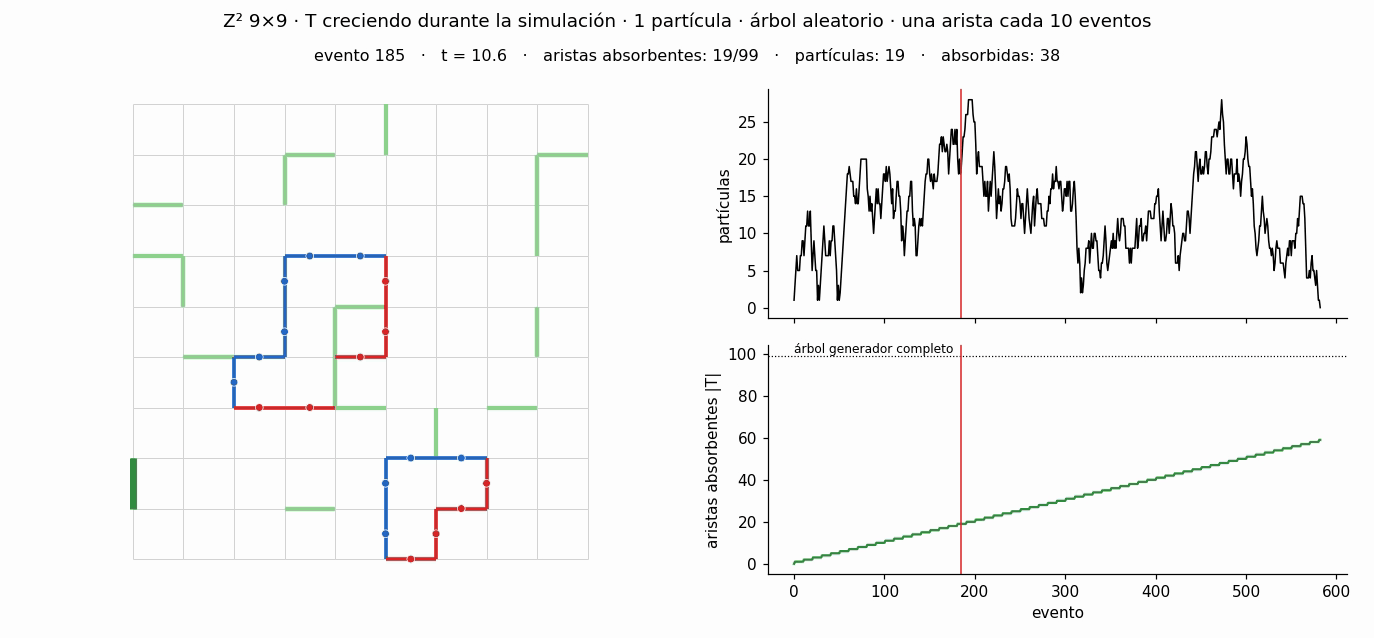 Z² 9×9 · T creciendo durante la simulación · 1 partícula · árbol aleatorio · una arista cada 10 eventos
evento 185 · t = 10.6 · aristas absorbentes: 19/99 · partículas: 19 · absorbidas: 38
partículas
25
20
15
10
5
0
árbol generador completo
aristas absorbentes |T|
100
80
60
40
20
0
0 100 200 300 400 500 600
evento